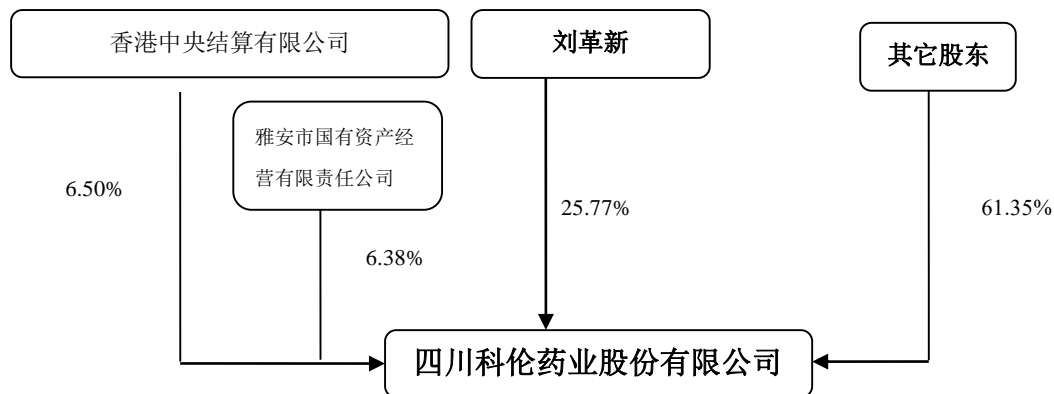 香港中央结算有限公司
刘革新
其它股东
雅安市国有资产经
营有限责任公司
6.50%
25.77%
61.35%
6.38%
四川科伦药业股份有限公司